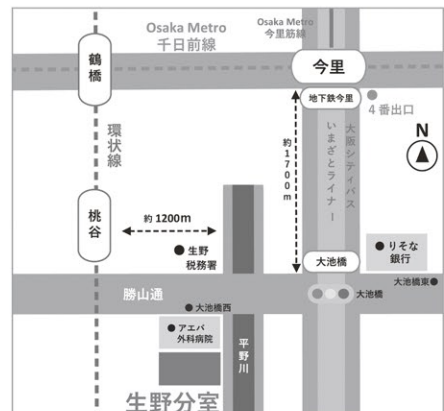 Osaka Metro
千日前線
Osaka Metro
今里筋線
鶴橋
今里
地下鉄今里
4番出口
N
環状線
約1700m
いまざとライナー
大阪シティバス
桃谷
約1200m
生野
税務署
大池橋
りそな
銀行
大池橋東
勝山通
大池橋西
大池橋
アエバ
外科病院
平野川
生野分室